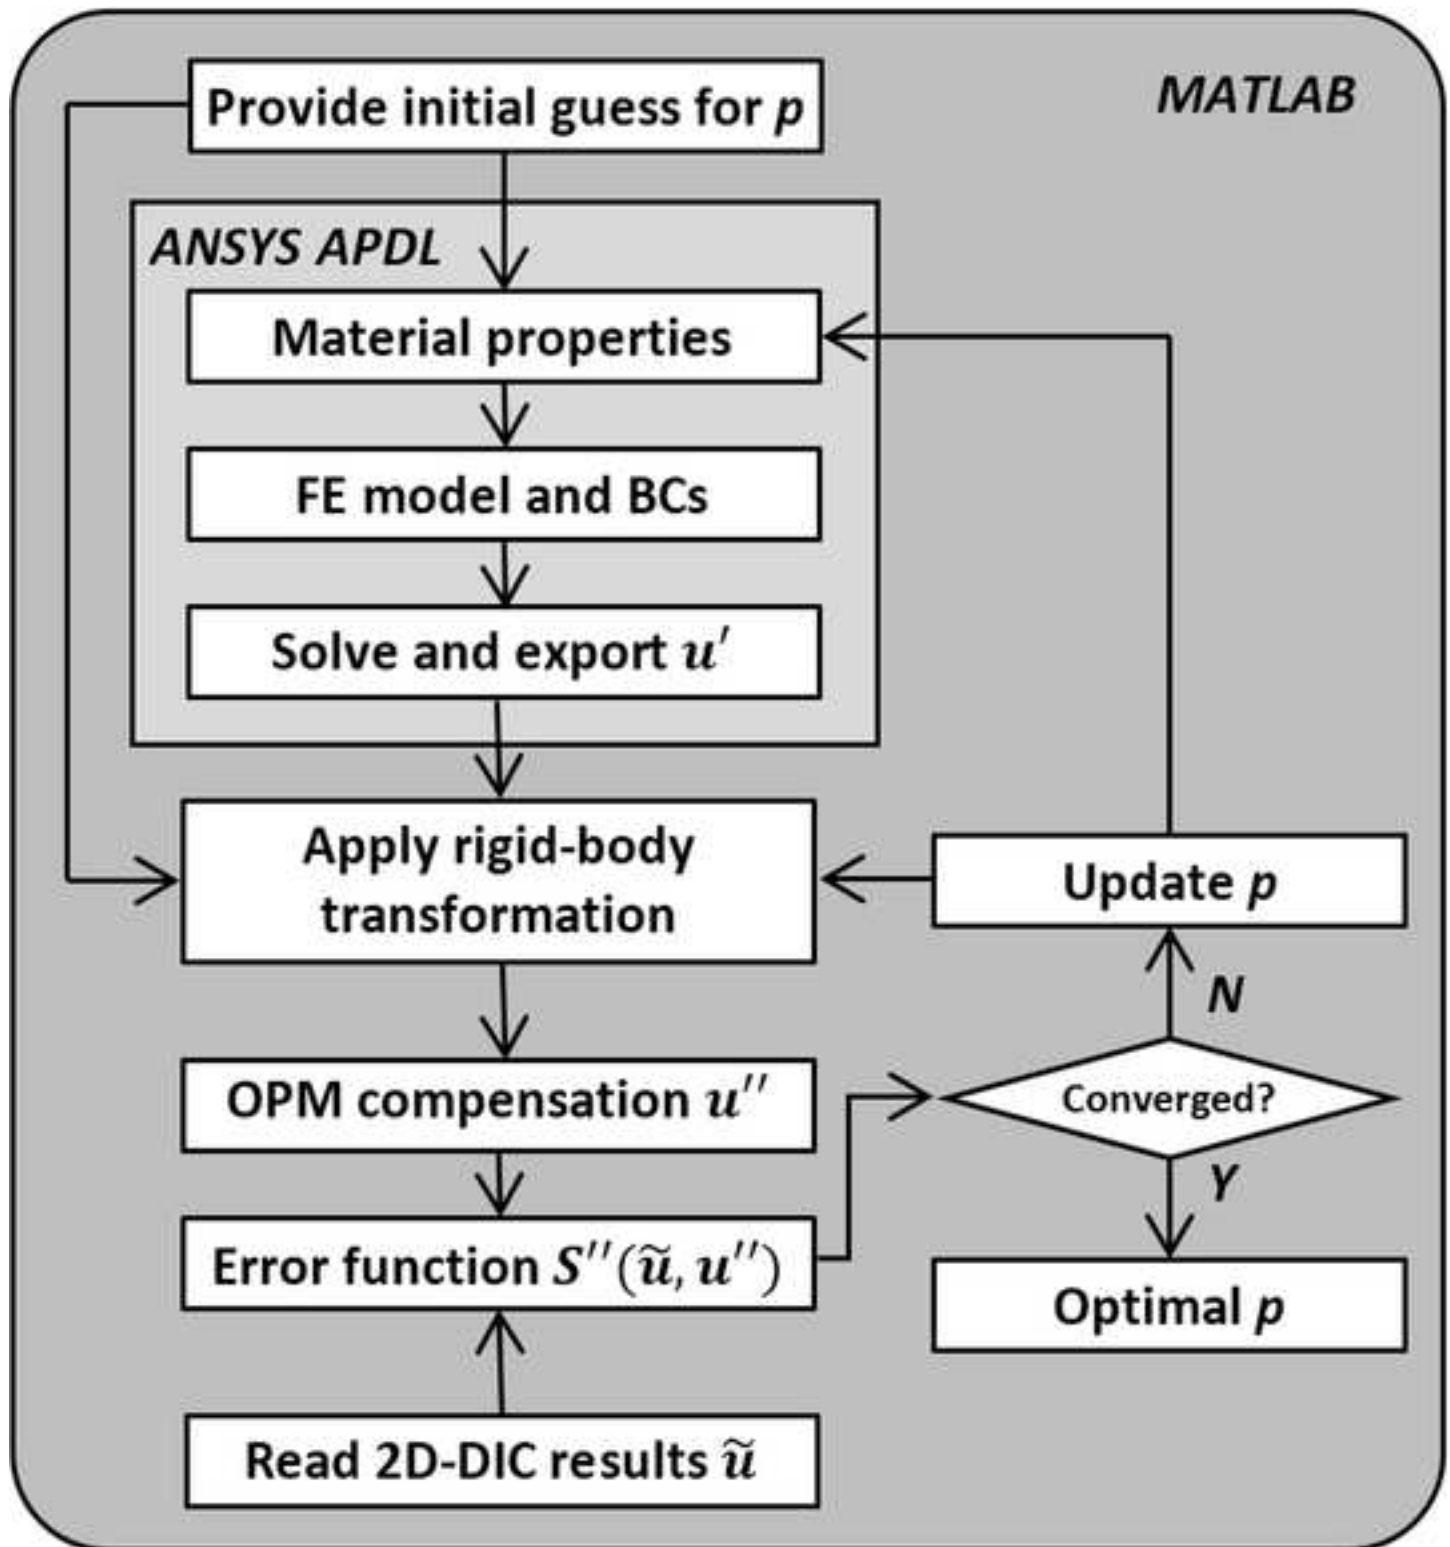 MATLAB
Provide initial guess for p
ANSYS APDL
Material properties
FE model and BCs
Solve and export u′
Apply rigid-body
transformation
Update p
N
OPM compensation u′′
Converged?
Y
Error function S′′(ũ, u′′)
Optimal p
Read 2D-DIC results ũ